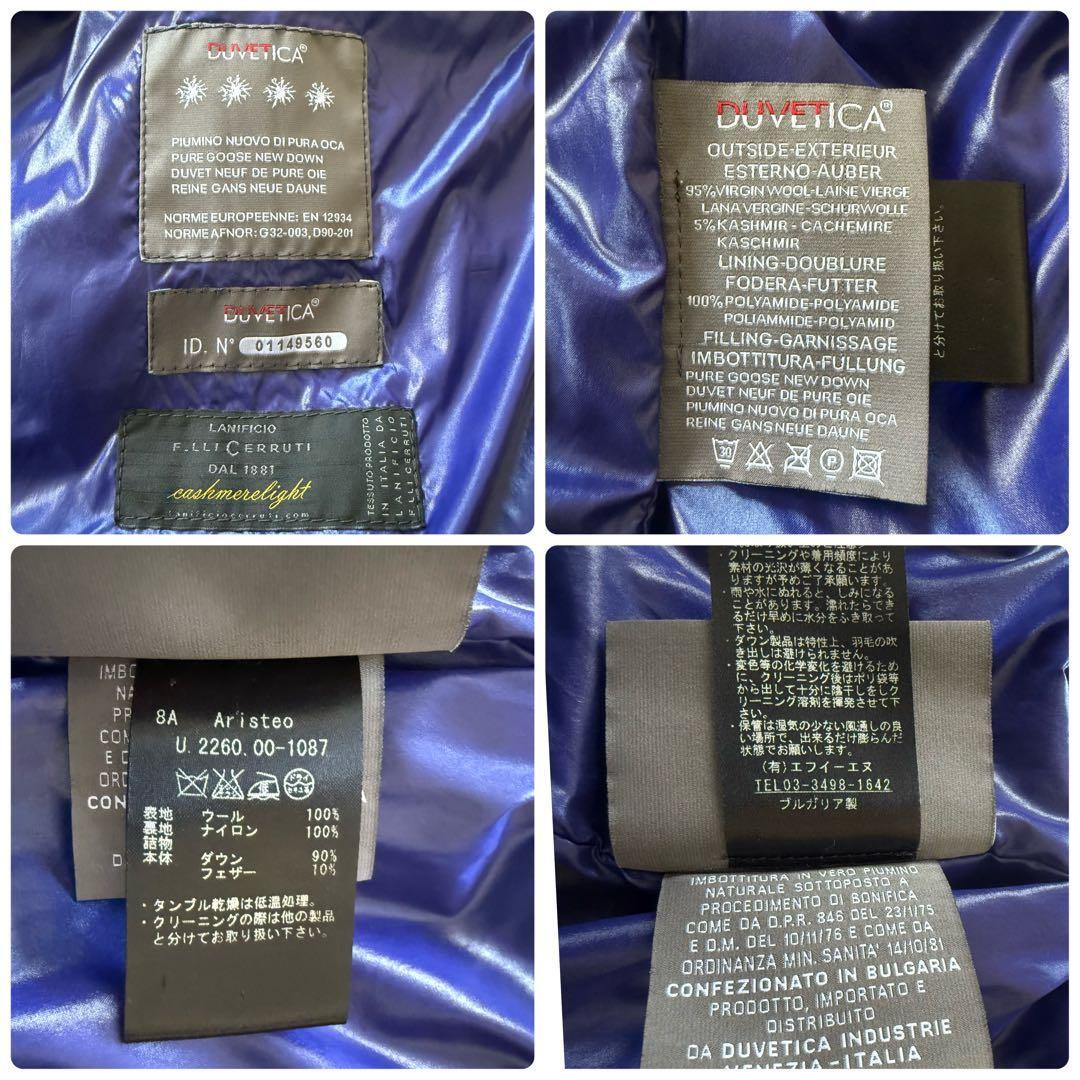 DUVETICA®
PIUMINO NUOVO DI PURA OCA
PURE GOOSE NEW DOWN
DUVET NEUF DE PURE OIE
REINE GANS NEUE DAUNE
NORME EUROPEENNE: EN 12934
NORME AFNOR: G32-003, D90-201
DUVETICA®
ID. N° 01149560
LANIFICIO
F.LLI CERRUTI
DAL 1881
cashmerelight
lanificiocerruti.com
TESSUTO PRODOTTO
IN ITALIA DA
LANIFICIO
F.LLI CERRUTI
DUVETICA®
OUTSIDE-EXTERIEUR
ESTERNO-AUBER
95%VIRGIN WOOL-LAINE VIERGE
LANA VERGINE-SCHURWOLLE
5%KASHMIR - CACHEMIRE
KASCHMIR
LINING-DOUBLURE
FODERA-FUTTER
100%POLYAMIDE-POLYAMIDE
POLIAMMIDE-POLYAMID
FILLING-GARNISSAGE
IMBOTTITURA-FÜLLUNG
PURE GOOSE NEW DOWN
DUVET NEUF DE PURE OIE
PIUMINO NUOVO DI PURA OCA
REINE GANS NEUE DAUNE
30
P
と分けてお取り扱い下さい。
IMBO
NA
PR
COM
E D
ORD
CON
D
A
8A Aristeo
U. 2260. 00-1087
表地 ウール 100%
裏地 ナイロン 100%
詰物
本体 ダウン 90%
フェザー 10%
・タンブル乾燥は低温処理。
・クリーニングの際は他の製品
と分けてお取り扱い下さい。
・クリーニングや着用頻度により
素材の光沢が薄くなることがあ
りますが予めご了承願います。
・雨や水にぬれると、しみになる
ことがあります。濡れたらでき
るだけ早めに水分をふき取って
下さい。
・ダウン製品は特性上、羽毛の吹
き出しは避けられません。
・変色等の化学変化を避けるため
に、クリーニング後はポリ袋等
から出して十分に陰干しをしク
リーニング溶剤を揮発させて下
さい。
・保管は湿気の少ない風通しの良
い場所で、出来るだけ膨らんだ
状態でお願いします。
(有)エフイーエヌ
TEL03-3498-1642
ブルガリア製
IMBOTTITURA IN VERO PIUMINO
NATURALE SOTTOPOSTO A
PROCEDIMENTO DI BONIFICA
COME DA D.P.R. 846 DEL 23/1/75
E D.M. DEL 10/11/76 E COME DA
ORDINANZA MIN. SANITA' 14/10/81
CONFEZIONATO IN BULGARIA
PRODOTTO, IMPORTATO E
DISTRIBUITO
DA DUVETICA INDUSTRIE
VENEZIA-ITALIA